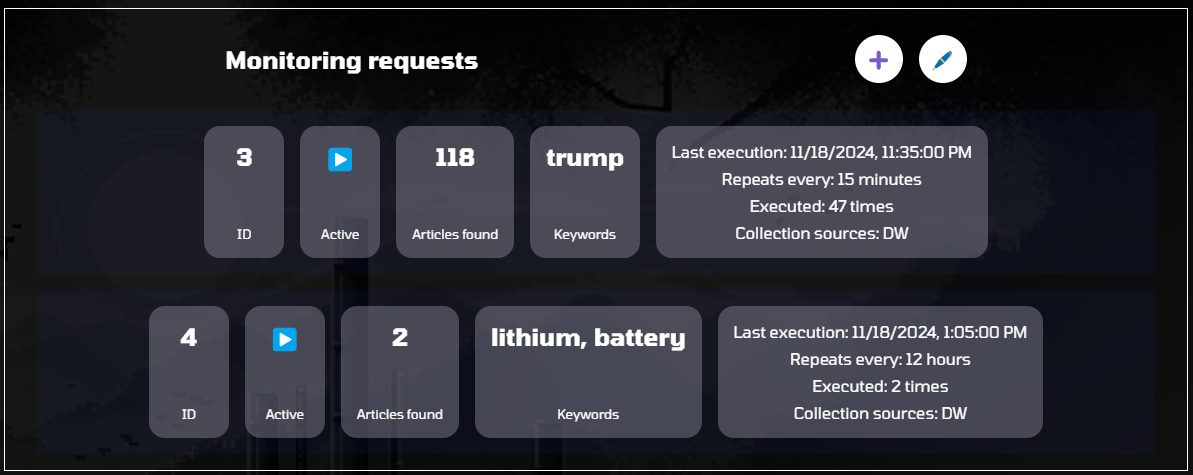 Monitoring requests
3
ID
Active
118
Articles found
trump
Keywords
Last execution: 11/18/2024, 11:35:00 PM
Repeats every: 15 minutes
Executed: 47 times
Collection sources: DW
4
ID
Active
2
Articles found
lithium, battery
Keywords
Last execution: 11/18/2024, 1:05:00 PM
Repeats every: 12 hours
Executed: 2 times
Collection sources: DW